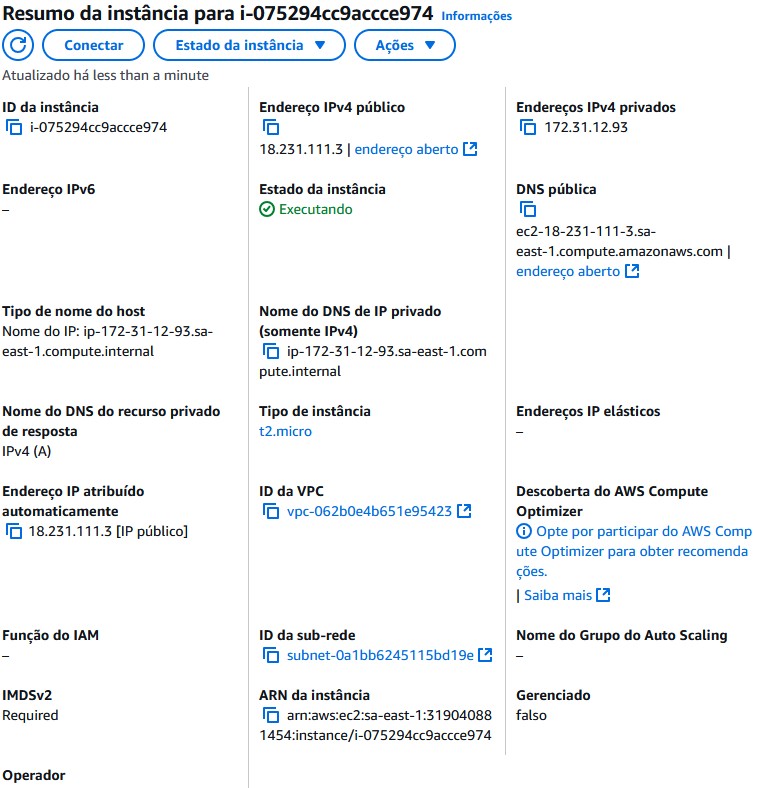 Resumo da instância para i-075294cc9accce974 Informações
Conectar
Estado da instância
Ações
Atualizado há less than a minute
ID da instância
i-075294cc9accce974
Endereço IPv4 público
18.231.111.3 | endereço aberto
Endereços IPv4 privados
172.31.12.93
Endereço IPv6
–
Estado da instância
Executando
DNS pública
ec2-18-231-111-3.sa-
east-1.compute.amazonaws.com |
endereço aberto
Tipo de nome do host
Nome do IP: ip-172-31-12-93.sa-
east-1.compute.internal
Nome do DNS de IP privado
(somente IPv4)
ip-172-31-12-93.sa-east-1.com
pute.internal
Nome do DNS do recurso privado
de resposta
IPv4 (A)
Tipo de instância
t2.micro
Endereços IP elásticos
–
Endereço IP atribuído
automaticamente
18.231.111.3 [IP público]
ID da VPC
vpc-062b0e4b651e95423
Descoberta do AWS Compute
Optimizer
Opte por participar do AWS Comp
ute Optimizer para obter recomenda
ções.
| Saiba mais
Função do IAM
–
ID da sub-rede
subnet-0a1bb6245115bd19e
Nome do Grupo do Auto Scaling
–
IMDSv2
Required
ARN da instância
arn:aws:ec2:sa-east-1:31904088
1454:instance/i-075294cc9accce974
Gerenciado
falso
Operador